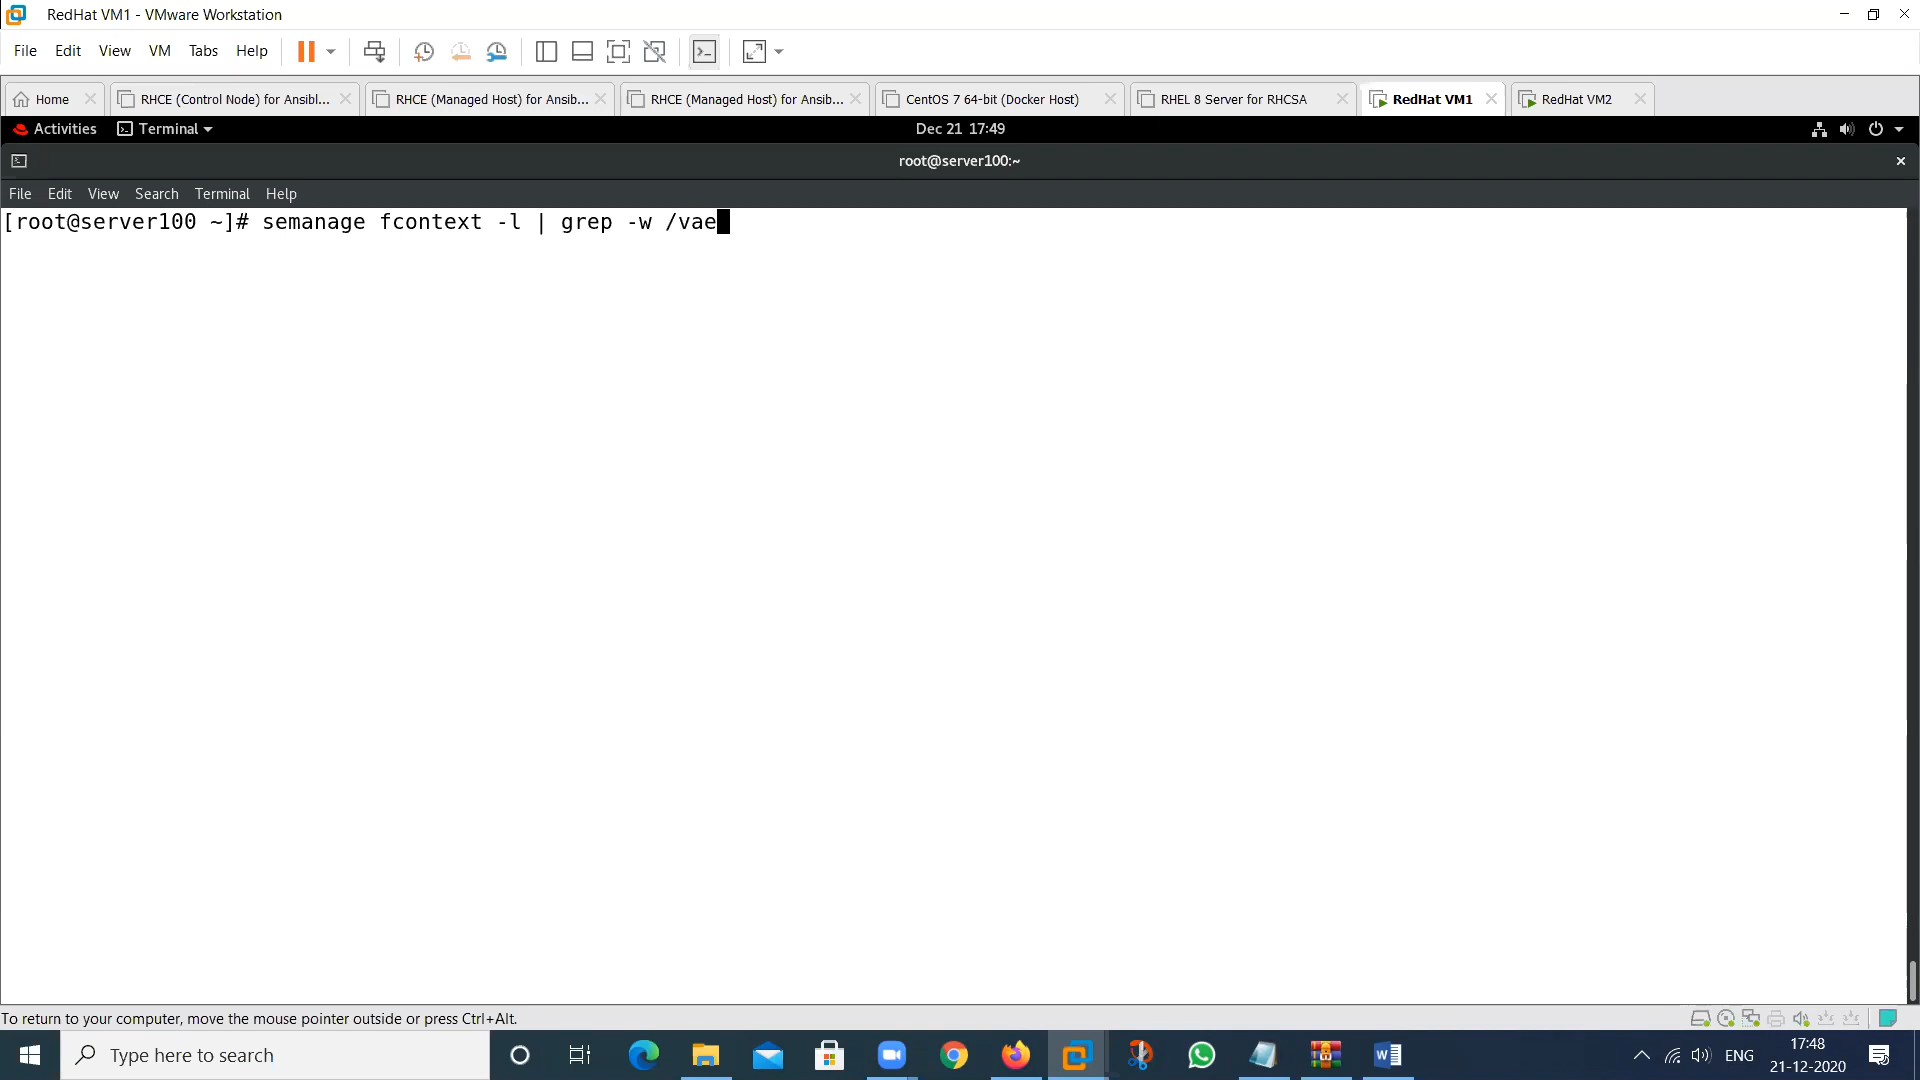 RedHat VM1 - VMware Workstation
File Edit View VM Tabs Help
Home
RHCE (Control Node) for Ansibl...
RHCE (Managed Host) for Ansib...
RHCE (Managed Host) for Ansib...
CentOS 7 64-bit (Docker Host)
RHEL 8 Server for RHCSA
RedHat VM1
RedHat VM2
Activities Terminal Dec 21 17:49
root@server100:~
File Edit View Search Terminal Help
[root@server100 ~]# semanage fcontext -l | grep -w /vae
To return to your computer, move the mouse pointer outside or press Ctrl+Alt.
Type here to search
ENG
17:48
21-12-2020